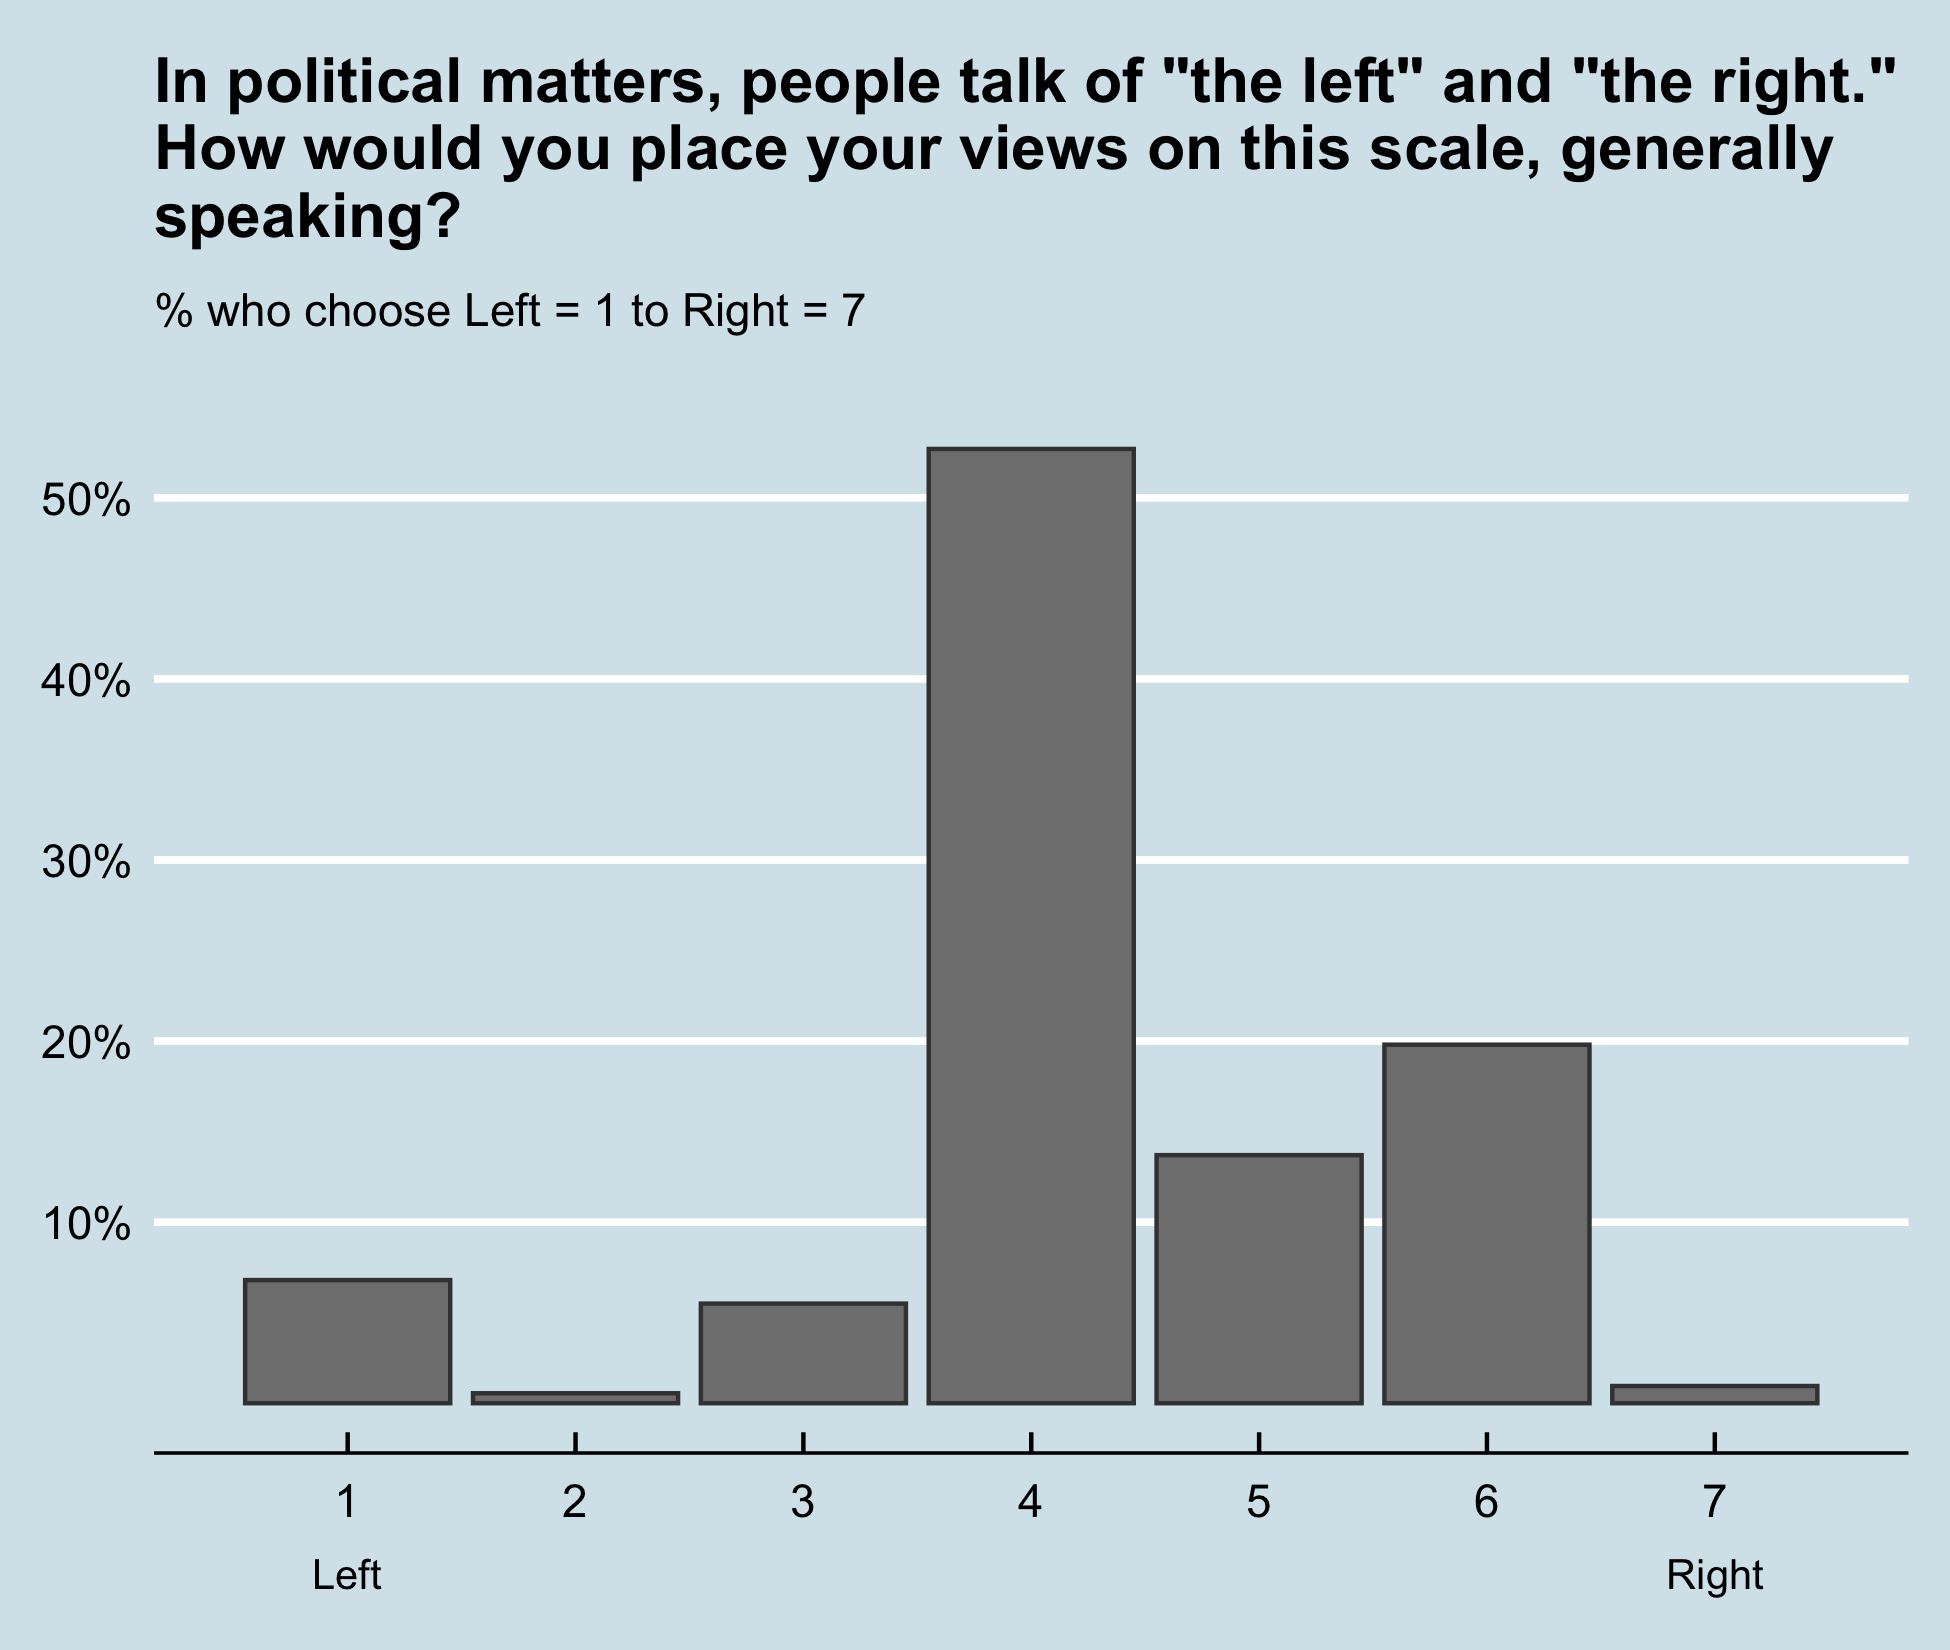 In political matters, people talk of "the left" and "the right."
How would you place your views on this scale, generally
speaking?
% who choose Left = 1 to Right = 7
50%
40%
30%
20%
10%
1 2 3 4 5 6 7
Left Right